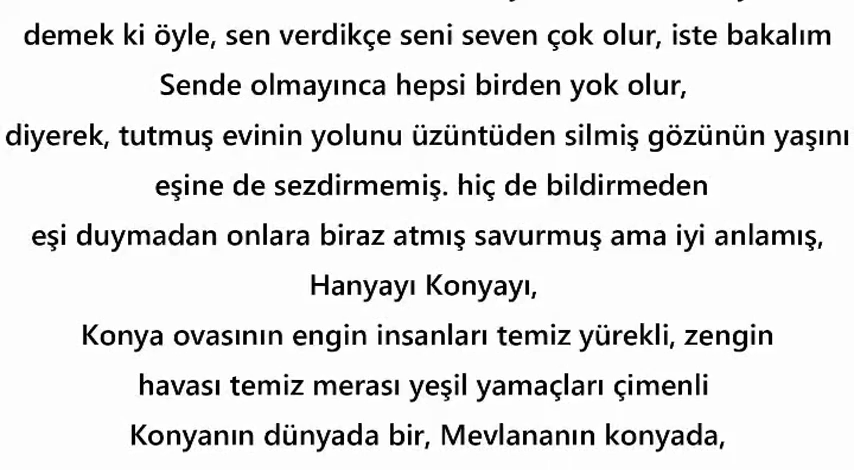 demek ki öyle, sen verdikçe seni seven çok olur, iste bakalım
Sende olmayınca hepsi birden yok olur,
diyerek, tutmuş evinin yolunu üzüntüden silmiş gözünün yaşını
eşine de sezdirmemiş. hiç de bildirmeden
eşi duymadan onlara biraz atmış savurmuş ama iyi anlamış,
Hanyayı Konyayı,
Konya ovasının engin insanları temiz yürekli, zengin
havası temiz merası yeşil yamaçları çimenli
Konyanın dünyada bir, Mevlananın konyada,